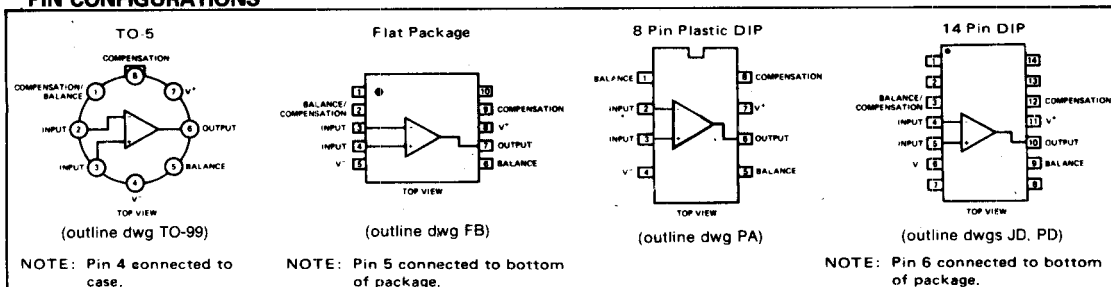 PIN CONFIGURATIONS
TO-5
COMPENSATION
8
COMPENSATION/
BALANCE
1
7
V+
INPUT
2
6
OUTPUT
INPUT
3
5
BALANCE
4
V-
TOP VIEW
(outline dwg TO-99)
NOTE: Pin 4 connected to
case.
Flat Package
1
10
BALANCE/
COMPENSATION
2
9
COMPENSATION
INPUT
3
8
V+
INPUT
4
7
OUTPUT
V-
5
6
BALANCE
TOP VIEW
(outline dwg FB)
NOTE: Pin 5 connected to bottom
of package.
8 Pin Plastic DIP
BALANCE
1
8
COMPENSATION
INPUT
2
7
V+
INPUT
3
6
OUTPUT
V-
4
5
BALANCE
TOP VIEW
(outline dwg PA)
14 Pin DIP
1
14
2
13
BALANCE/
COMPENSATION
3
12
COMPENSATION
INPUT
4
11
V+
INPUT
5
10
OUTPUT
V
6
9
BALANCE
7
8
TOP VIEW
(outline dwgs JD, PD)
NOTE: Pin 6 connected to bottom
of package.